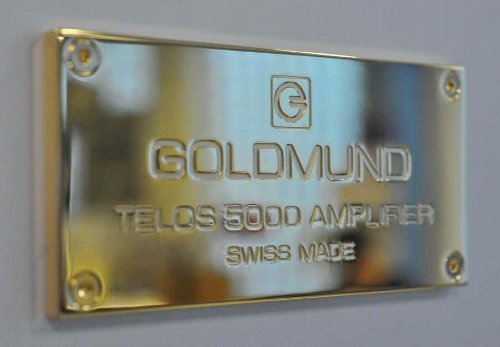 G
GOLDMUND
TELOS 5000 AMPLIFIER
SWISS MADE